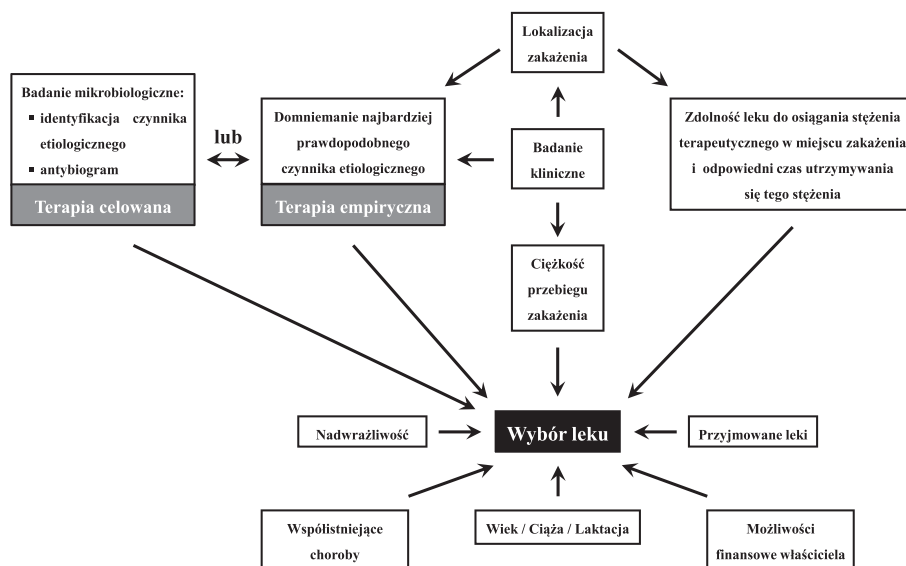 Lokalizacja
zakażenia
Badanie mikrobiologiczne:
▪ identyfikacja czynnika
etiologicznego
▪ antybiogram
Terapia celowana
lub
Domniemanie najbardziej
prawdopodobnego
czynnika etiologicznego
Terapia empiryczna
Badanie
kliniczne
Zdolność leku do osiągania stężenia
terapeutycznego w miejscu zakażenia
i odpowiedni czas utrzymywania
się tego stężenia
Ciężkość
przebiegu
zakażenia
Nadwrażliwość
Wybór leku
Przyjmowane leki
Współistniejące
choroby
Wiek / Ciąża / Laktacja
Możliwości
finansowe właściciela